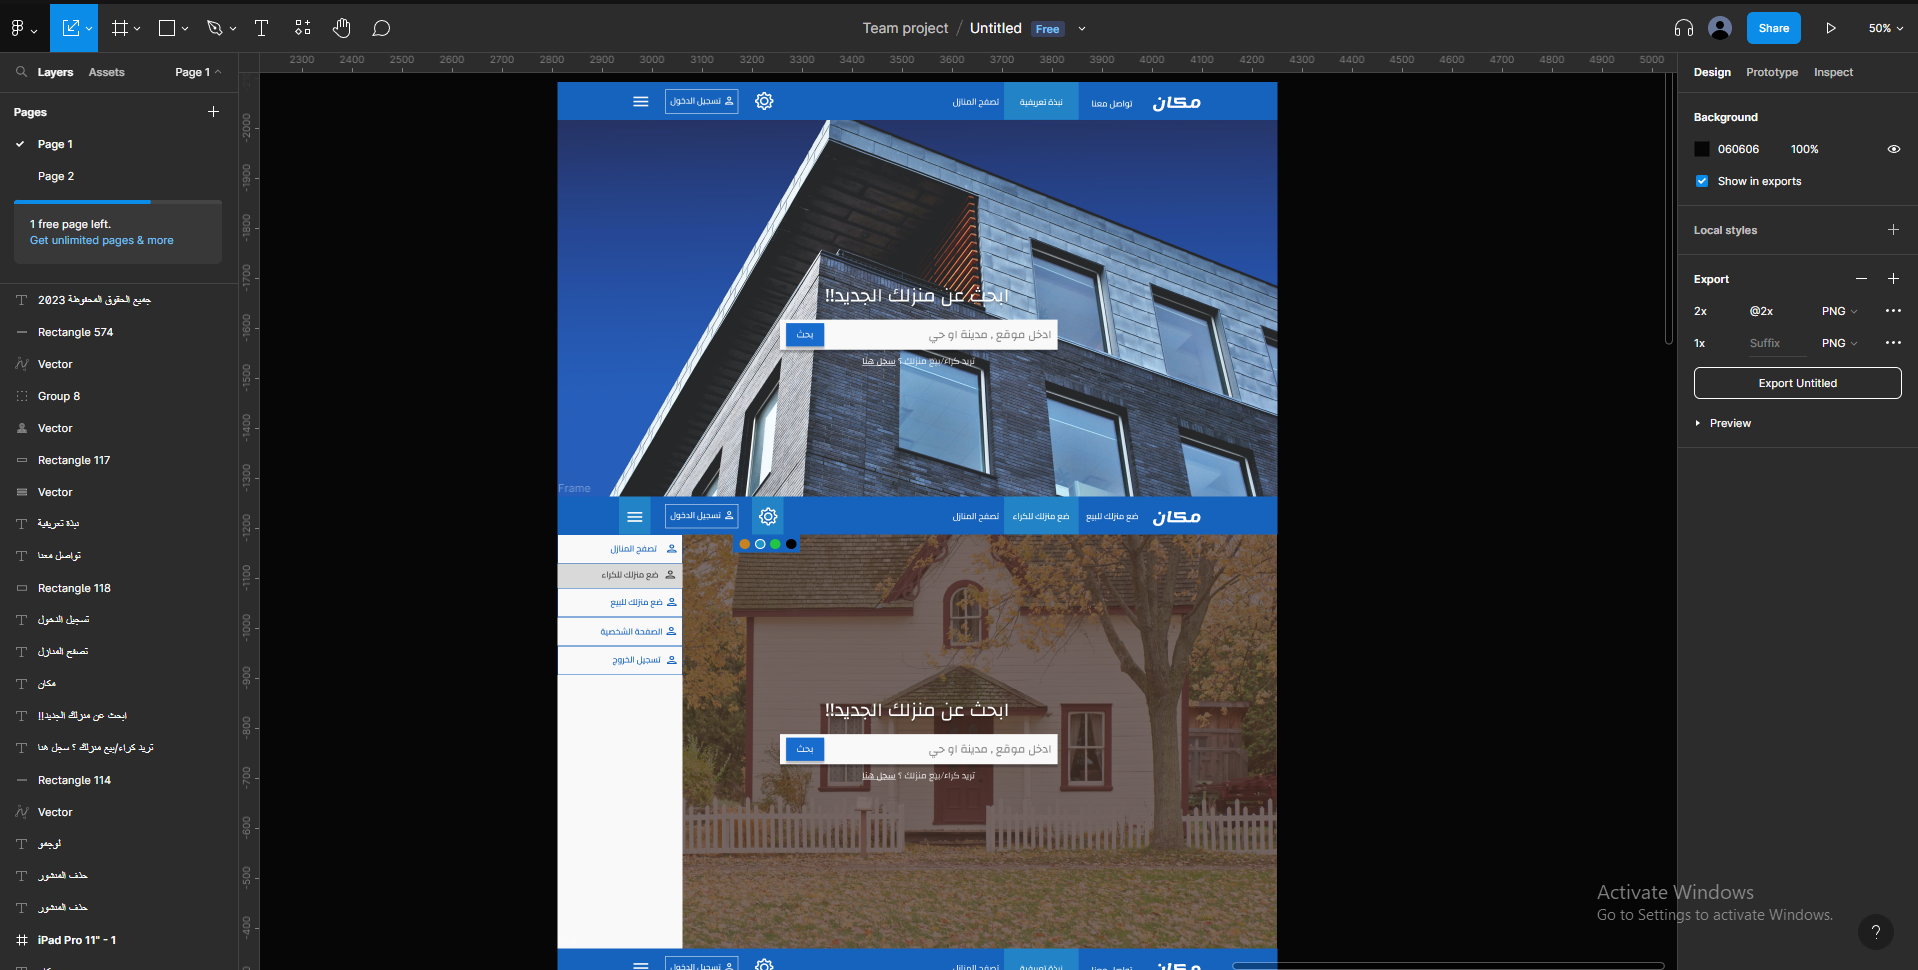 Team project / Untitled Free
Share
50%
Layers Assets Page 1
Pages
Page 1
Page 2
1 free page left.
Get unlimited pages & more
جميع الحقوق المحفوظة 2023
Rectangle 574
Vector
Group 8
Vector
Rectangle 117
Vector
نبذة تعريفية
تواصل معنا
Rectangle 118
تسجيل الدخول
تصفح المنازل
مكان
ابحث عن منزلك الجديد!!
تريد كراء/بيع منزلك ؟ سجل هنا
Rectangle 114
Vector
لوجمو
حذف المنشور
حذف المنشور
iPad Pro 11" - 1
2300 2400 2500 2600 2700 2800 2900 3000 3100 3200 3300 3400 3500 3600 3700 3800 3900 4000 4100 4200 4300 4400 4500 4600 4700 4800 4900 5000
-2000
-1900
-1800
-1700
-1600
-1500
-1400
-1300
-1200
-1100
-1000
-900
-800
-700
-600
-500
-400
مكان
تواصل معنا
نبذة تعريفية
تصفح المنازل
تسجيل الدخول
ابحث عن منزلك الجديد!!
ادخل موقع , مدينة او حي
بحث
تريد كراء/بيع منزلك ؟ سجل هنا
Frame
مكان
ضع منزلك للبيع
ضع منزلك للكراء
تصفح المنازل
تسجيل الدخول
تصفح المنازل
ضع منزلك للكراء
ضع منزلك للبيع
الصفحة الشخصية
تسجيل الخروج
ابحث عن منزلك الجديد!!
ادخل موقع , مدينة او حي
بحث
تريد كراء/بيع منزلك ؟ سجل هنا
مكان
تواصل معنا
نبذة تعريفية
تصفح المنازل
تسجيل الدخول
Design Prototype Inspect
Background
060606 100%
Show in exports
Local styles
Export
2x @2x PNG
1x Suffix PNG
Export Untitled
Preview
Activate Windows
Go to Settings to activate Windows.
?